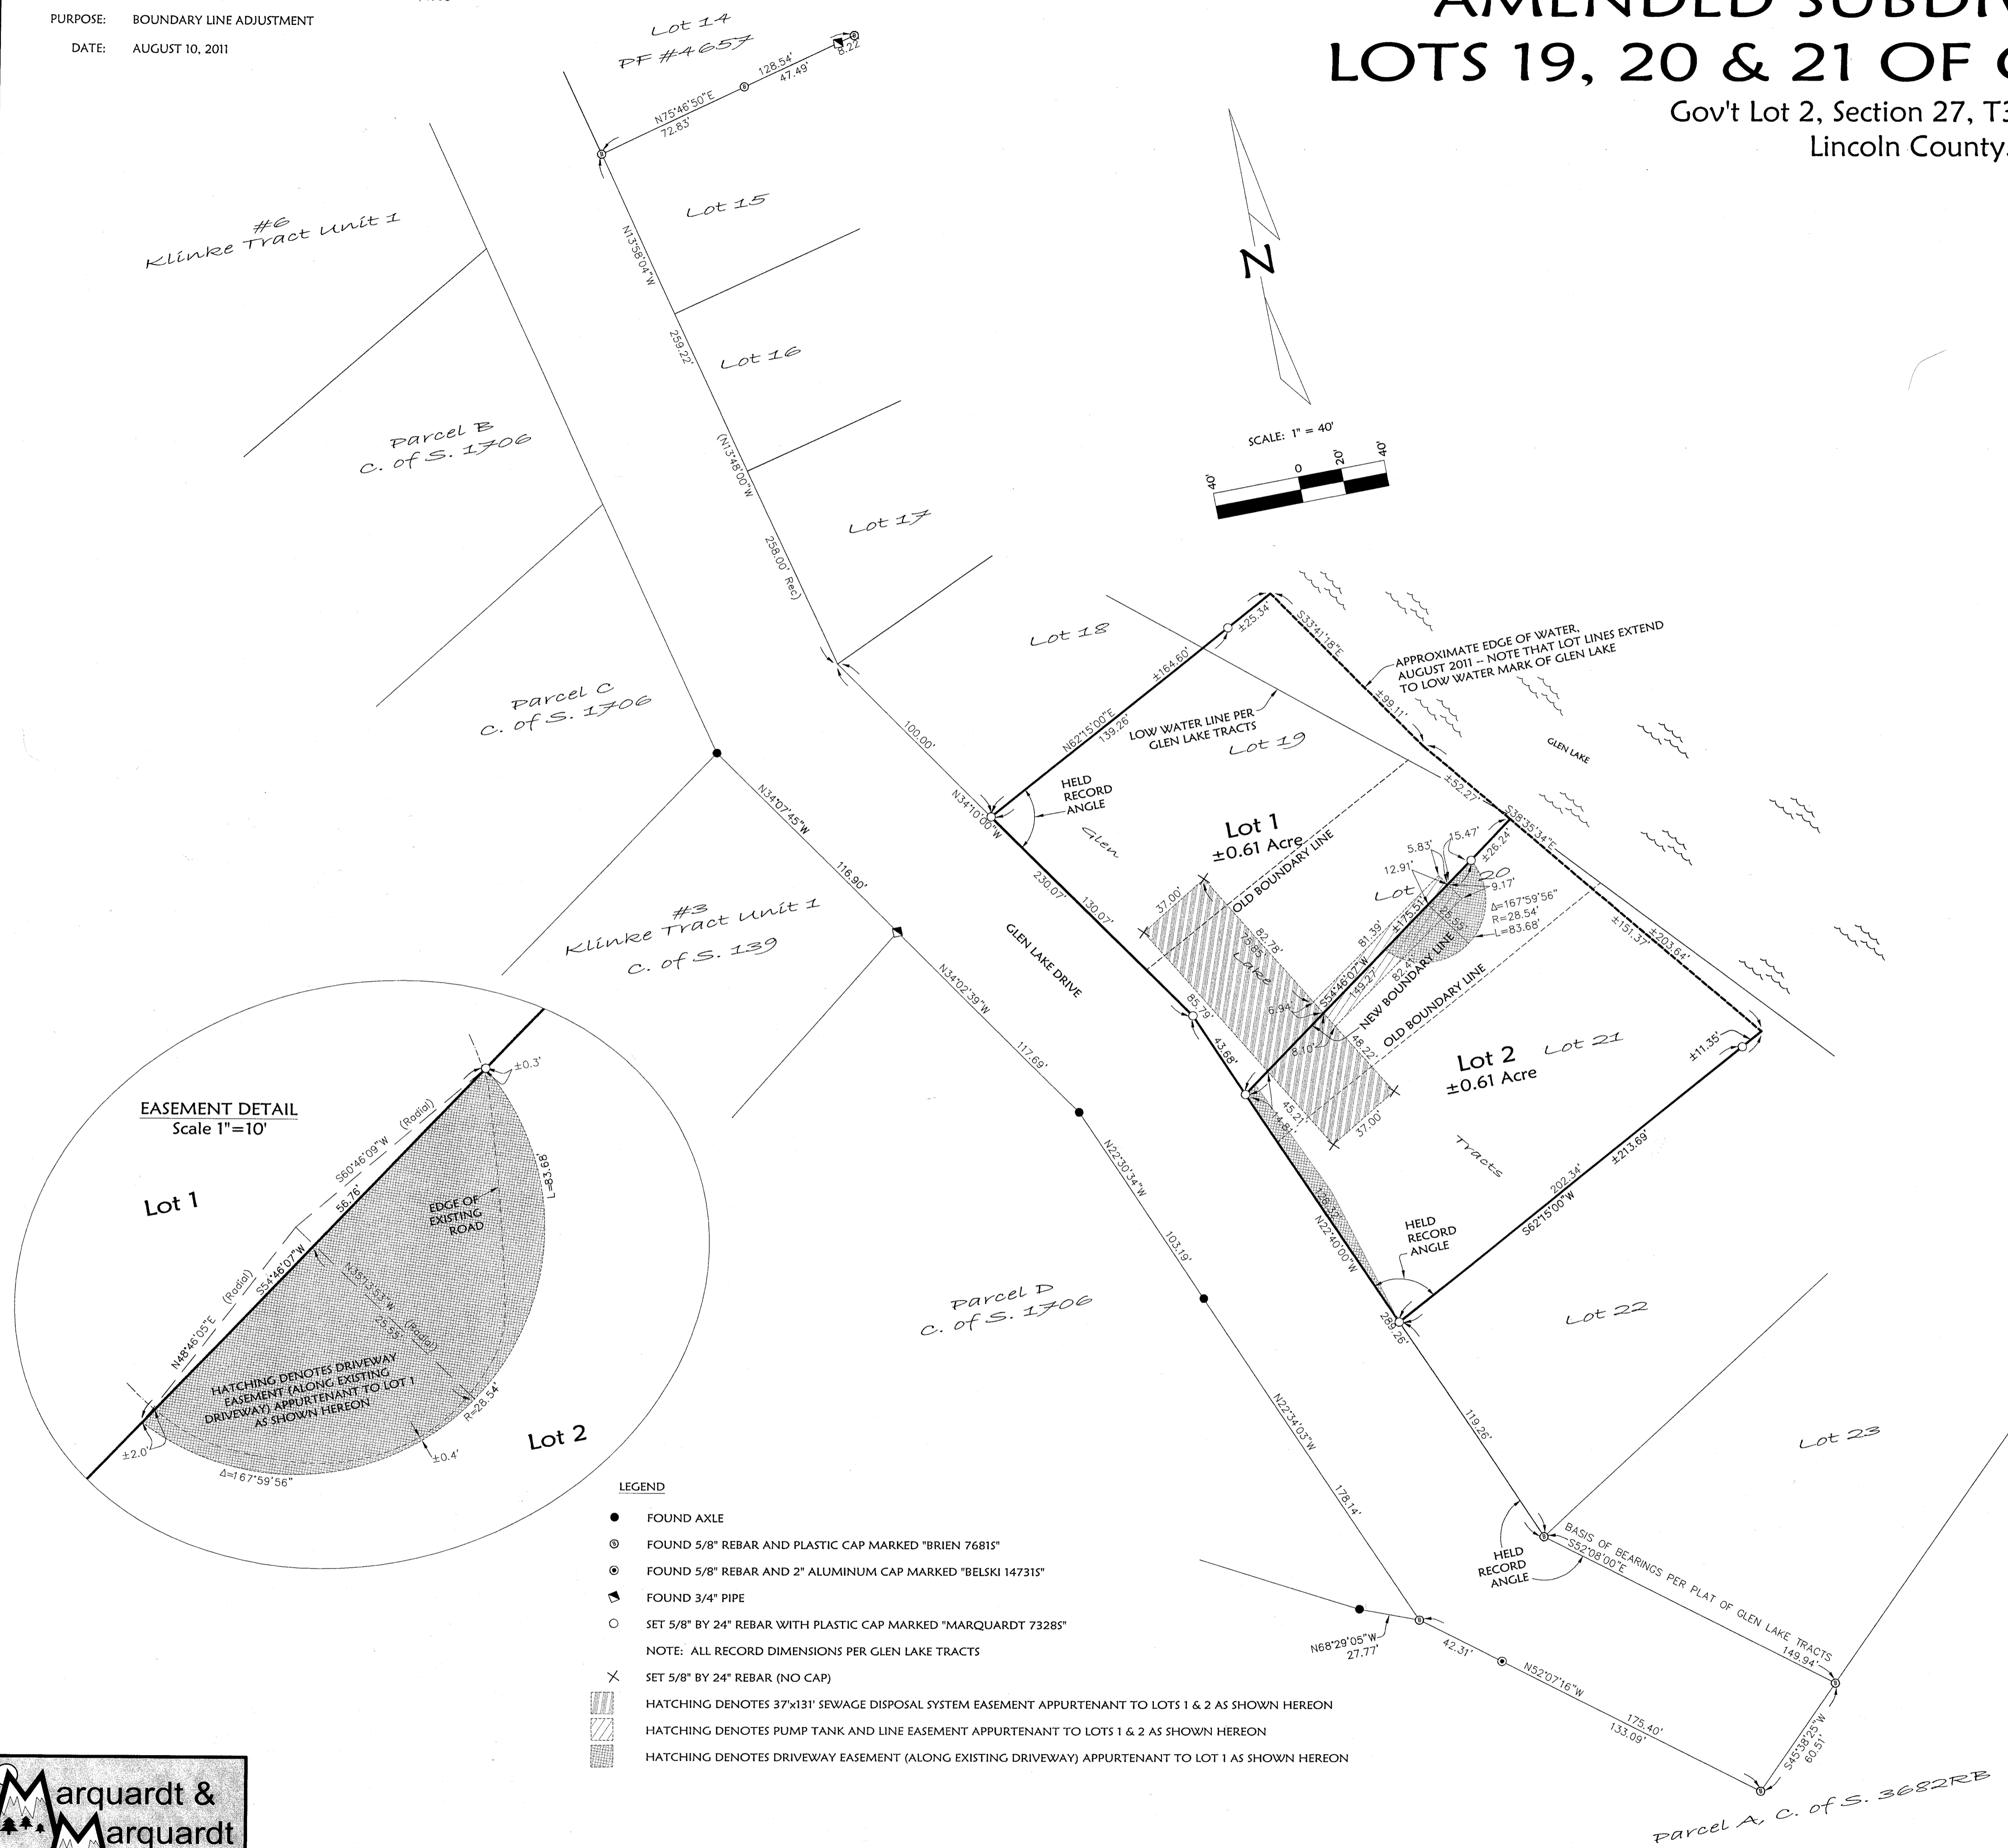 PURPOSE: BOUNDARY LINE ADJUSTMENT
DATE: AUGUST 10, 2011
AMENDED SUBDIV
LOTS 19, 20 & 21 OF
Gov't Lot 2, Section 27, T3
Lincoln County,
Lot 14
PF #4657
128.54'
47.49'
8.22
N75°46'50"E
72.83'
#6
Klinke Tract Unit 1
Lot 15
N13°58'04"W
259.22'
Lot 16
(N13°48'00"W
258.00' Rec)
Lot 17
Parcel B
C. of S. 1706
Parcel C
C. of S. 1706
N
SCALE: 1" = 40'
40' 0 20' 40'
Lot 18
100.00'
N34°10'00"W
±25.34'
±164.60'
N62°15'00"E
139.26'
LOW WATER LINE PER
GLEN LAKE TRACTS
Lot 19
S33°41'18"E
±99.11'
APPROXIMATE EDGE OF WATER,
AUGUST 2011 -- NOTE THAT LOT LINES EXTEND
TO LOW WATER MARK OF GLEN LAKE
GLEN LAKE
±52.27'
S38°35'34"E
±151.37'
±203.64'
HELD
RECORD
ANGLE
Glen
Lot 1
±0.61 Acre
OLD BOUNDARY LINE
230.07'
130.07'
GLEN LAKE DRIVE
85.79'
43.68'
37.00'
82.78'
Lake
5.83'
15.47'
12.91'
±26.24'
Lot 20
9.17'
Δ=167°59'56"
R=28.54'
L=83.68'
25.55'
±175.51'
81.39'
S54°46'07"W
149.27'
NEW BOUNDARY LINE
OLD BOUNDARY LINE
6.94'
8.10'
48.22'
45.21'
14.81'
37.00'
Lot 2
±0.61 Acre
Lot 21
±11.35'
Tracts
202.34'
±213.69'
S62°15'00"W
HELD
RECORD
ANGLE
N22°40'00"W
289.26'
119.26'
Lot 22
Lot 23
N34°07'45"W
116.90'
#3
Klinke Tract Unit 1
C. of S. 139
N34°02'39"W
117.69'
N22°30'34"W
103.19'
Parcel D
C. of S. 1706
N22°34'03"W
178.14'
HELD
RECORD
ANGLE
BASIS OF BEARINGS PER PLAT OF GLEN LAKE TRACTS
S52°08'00"E
149.94'
N68°29'05"W
27.77'
42.31'
N52°07'16"W
175.40'
133.09'
S45°38'25"W
60.51'
Parcel A, C. of S. 3682RB
EASEMENT DETAIL
Scale 1"=10'
Lot 1
±0.3'
(Radial)
S60°46'09"W
56.76'
EDGE OF
EXISTING
ROAD
L=83.68'
(Radial)
S54°46'07"W
N48°46'05"E
N35°13'53"W
25.55'
(Radial)
HATCHING DENOTES DRIVEWAY
EASEMENT (ALONG EXISTING
DRIVEWAY) APPURTENANT TO LOT 1
AS SHOWN HEREON
R=28.54'
±2.0'
±0.4'
Δ=167°59'56"
Lot 2
LEGEND
FOUND AXLE
FOUND 5/8" REBAR AND PLASTIC CAP MARKED "BRIEN 7681S"
FOUND 5/8" REBAR AND 2" ALUMINUM CAP MARKED "BELSKI 14731S"
FOUND 3/4" PIPE
SET 5/8" BY 24" REBAR WITH PLASTIC CAP MARKED "MARQUARDT 7328S"
NOTE: ALL RECORD DIMENSIONS PER GLEN LAKE TRACTS
SET 5/8" BY 24" REBAR (NO CAP)
HATCHING DENOTES 37'x131' SEWAGE DISPOSAL SYSTEM EASEMENT APPURTENANT TO LOTS 1 & 2 AS SHOWN HEREON
HATCHING DENOTES PUMP TANK AND LINE EASEMENT APPURTENANT TO LOTS 1 & 2 AS SHOWN HEREON
HATCHING DENOTES DRIVEWAY EASEMENT (ALONG EXISTING DRIVEWAY) APPURTENANT TO LOT 1 AS SHOWN HEREON
Marquardt &
Marquardt